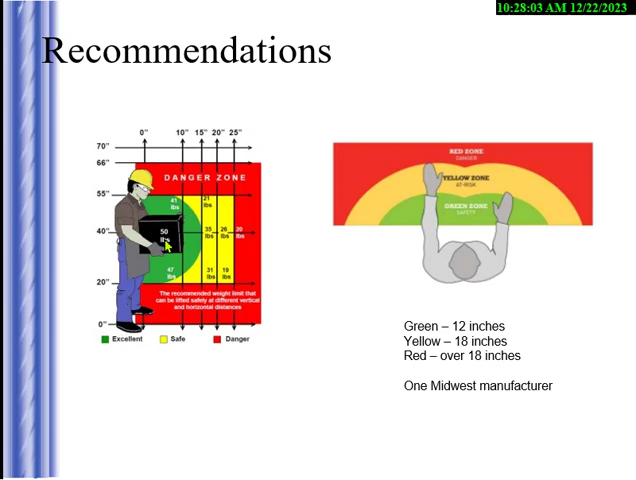 10:28:03 AM 12/22/2023
Recommendations
0" 10" 15" 20" 25"
70"
66"
DANGER ZONE
55"
41 lbs
21 lbs
40"
50 lbs
35 lbs
26 lbs
20 lbs
47 lbs
31 lbs
19 lbs
20"
The recommended weight limit that
can be lifted safely at different vertical
and horizontal distances
0"
Excellent Safe Danger
RED ZONE
DANGER
YELLOW ZONE
AT-RISK
GREEN ZONE
SAFETY
Green – 12 inches
Yellow – 18 inches
Red – over 18 inches
One Midwest manufacturer